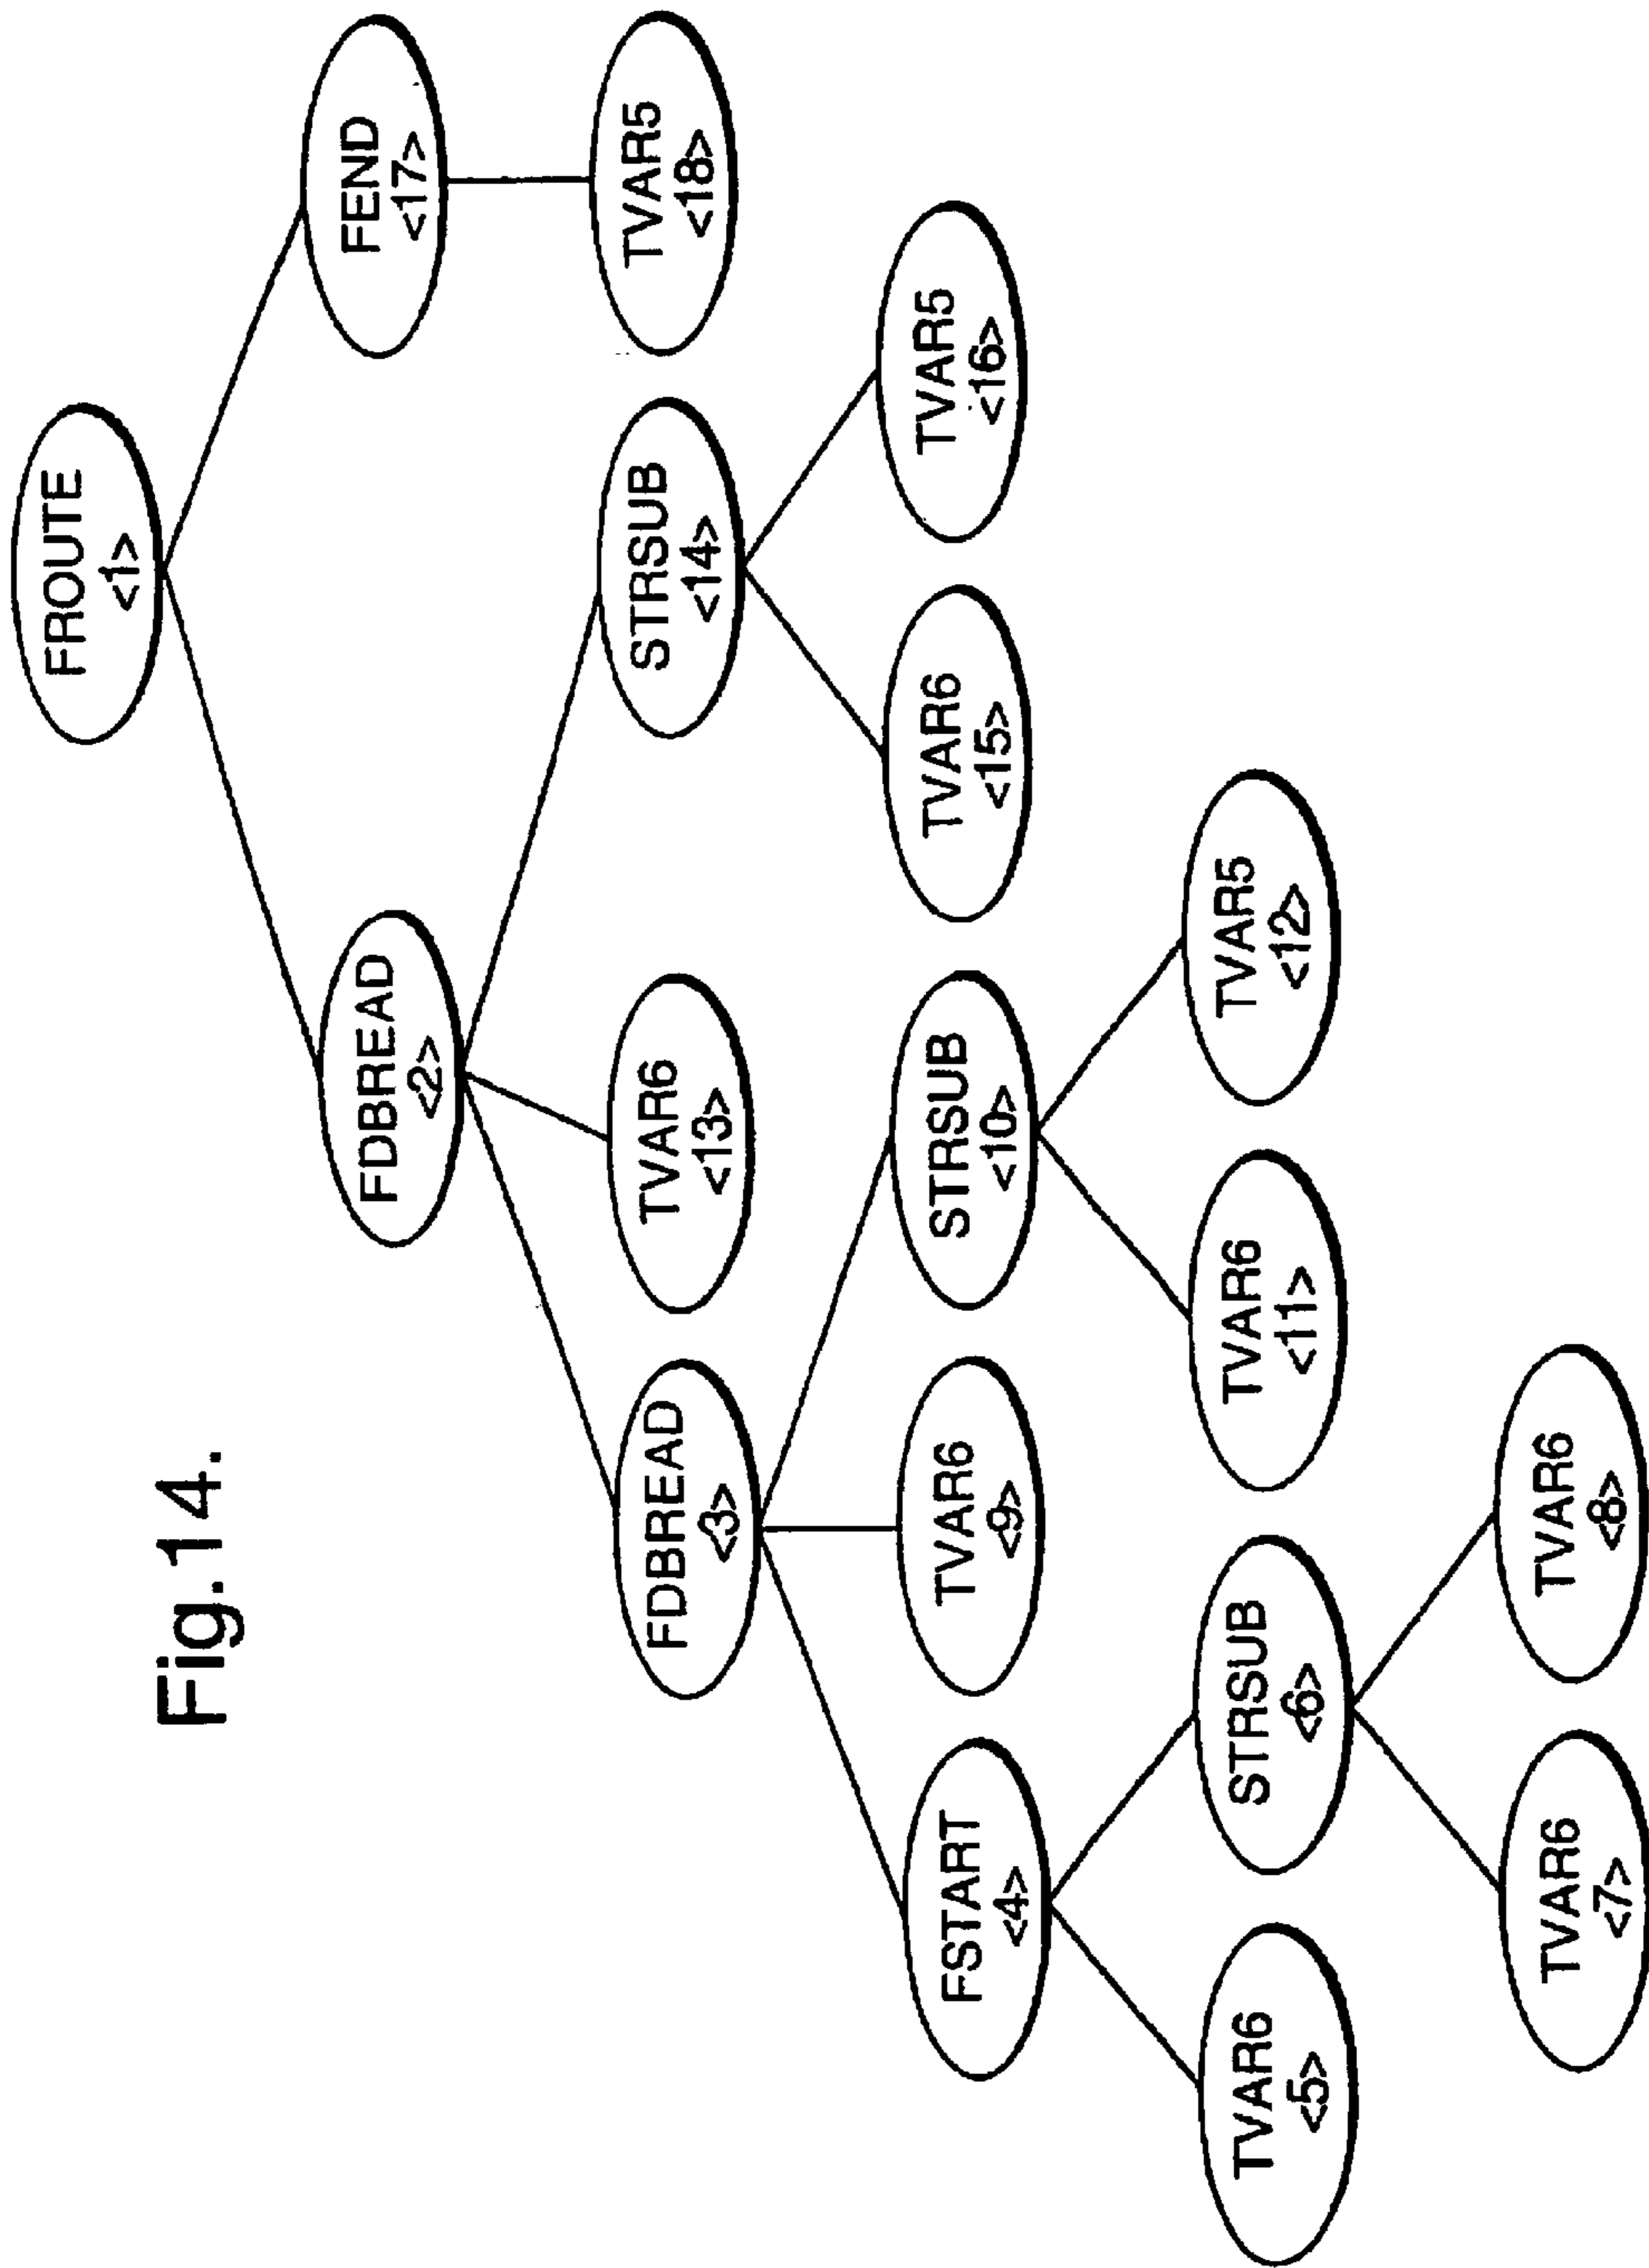 Fig.14.
FROUTE
<1>
FDBREAD
<2>
FEND
<17>
FDBREAD
<3>
TVAR6
<13>
STRSUB
<14>
TVAR5
<18>
FSTART
<4>
TVAR6
<9>
STRSUB
<10>
TVAR6
<15>
TVAR5
<16>
TVAR6
<5>
STRSUB
<6>
TVAR6
<11>
TVAR5
<12>
TVAR6
<7>
TVAR6
<8>